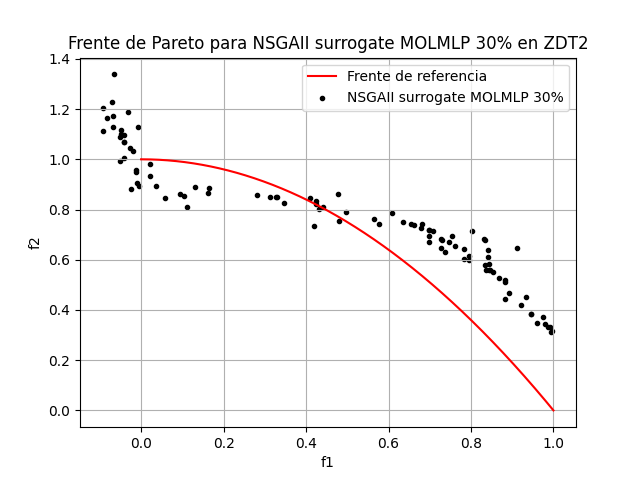 Frente de Pareto para NSGAII surrogate MOLMLP 30% en ZDT2
Frente de referencia
NSGAII surrogate MOLMLP 30%
1.4
1.2
1.0
0.8
0.6
0.4
0.2
0.0
f2
0.0 0.2 0.4 0.6 0.8 1.0
f1